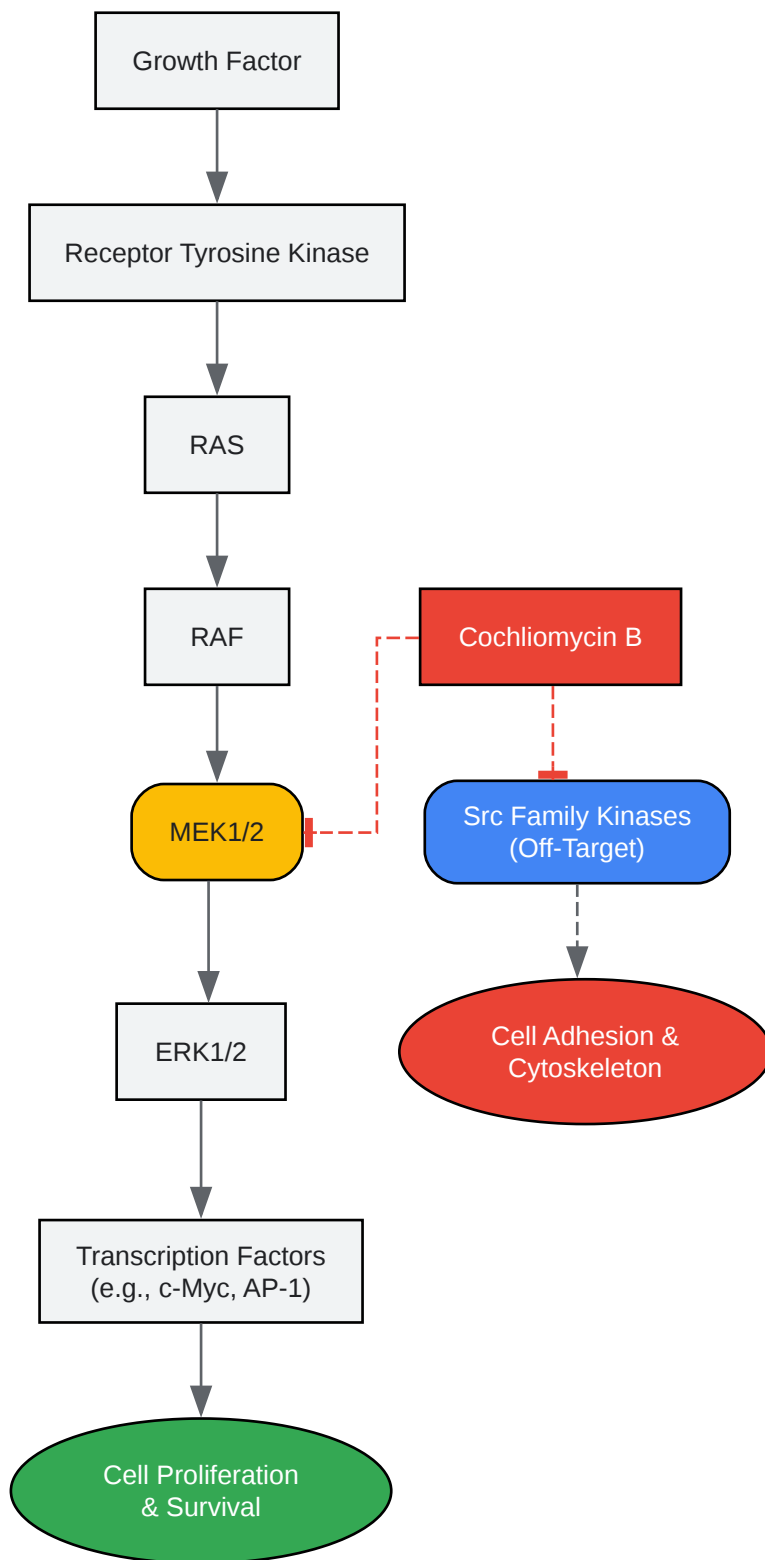 Growth Factor
Receptor Tyrosine Kinase
RAS
RAF
Cochliomycin B
MEK1/2
Src Family Kinases
(Off-Target)
ERK1/2
Cell Adhesion &
Cytoskeleton
Transcription Factors
(e.g., c-Myc, AP-1)
Cell Proliferation
& Survival